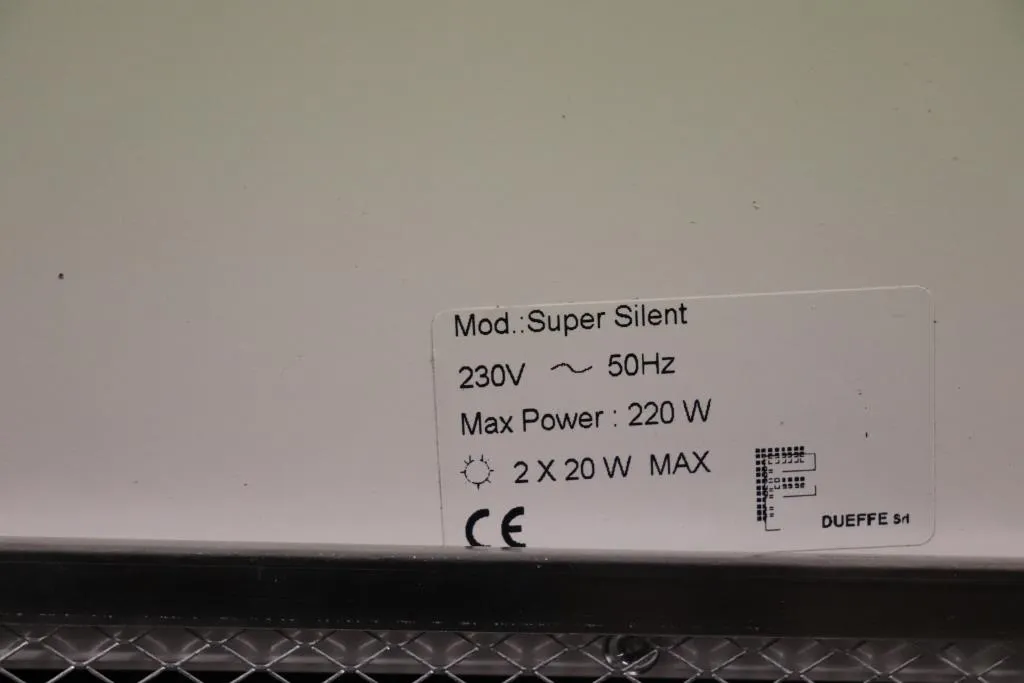 Mod.:Super Silent
230V ~ 50Hz
Max Power : 220 W
2 X 20 W MAX
CE
DUEFFE Srl